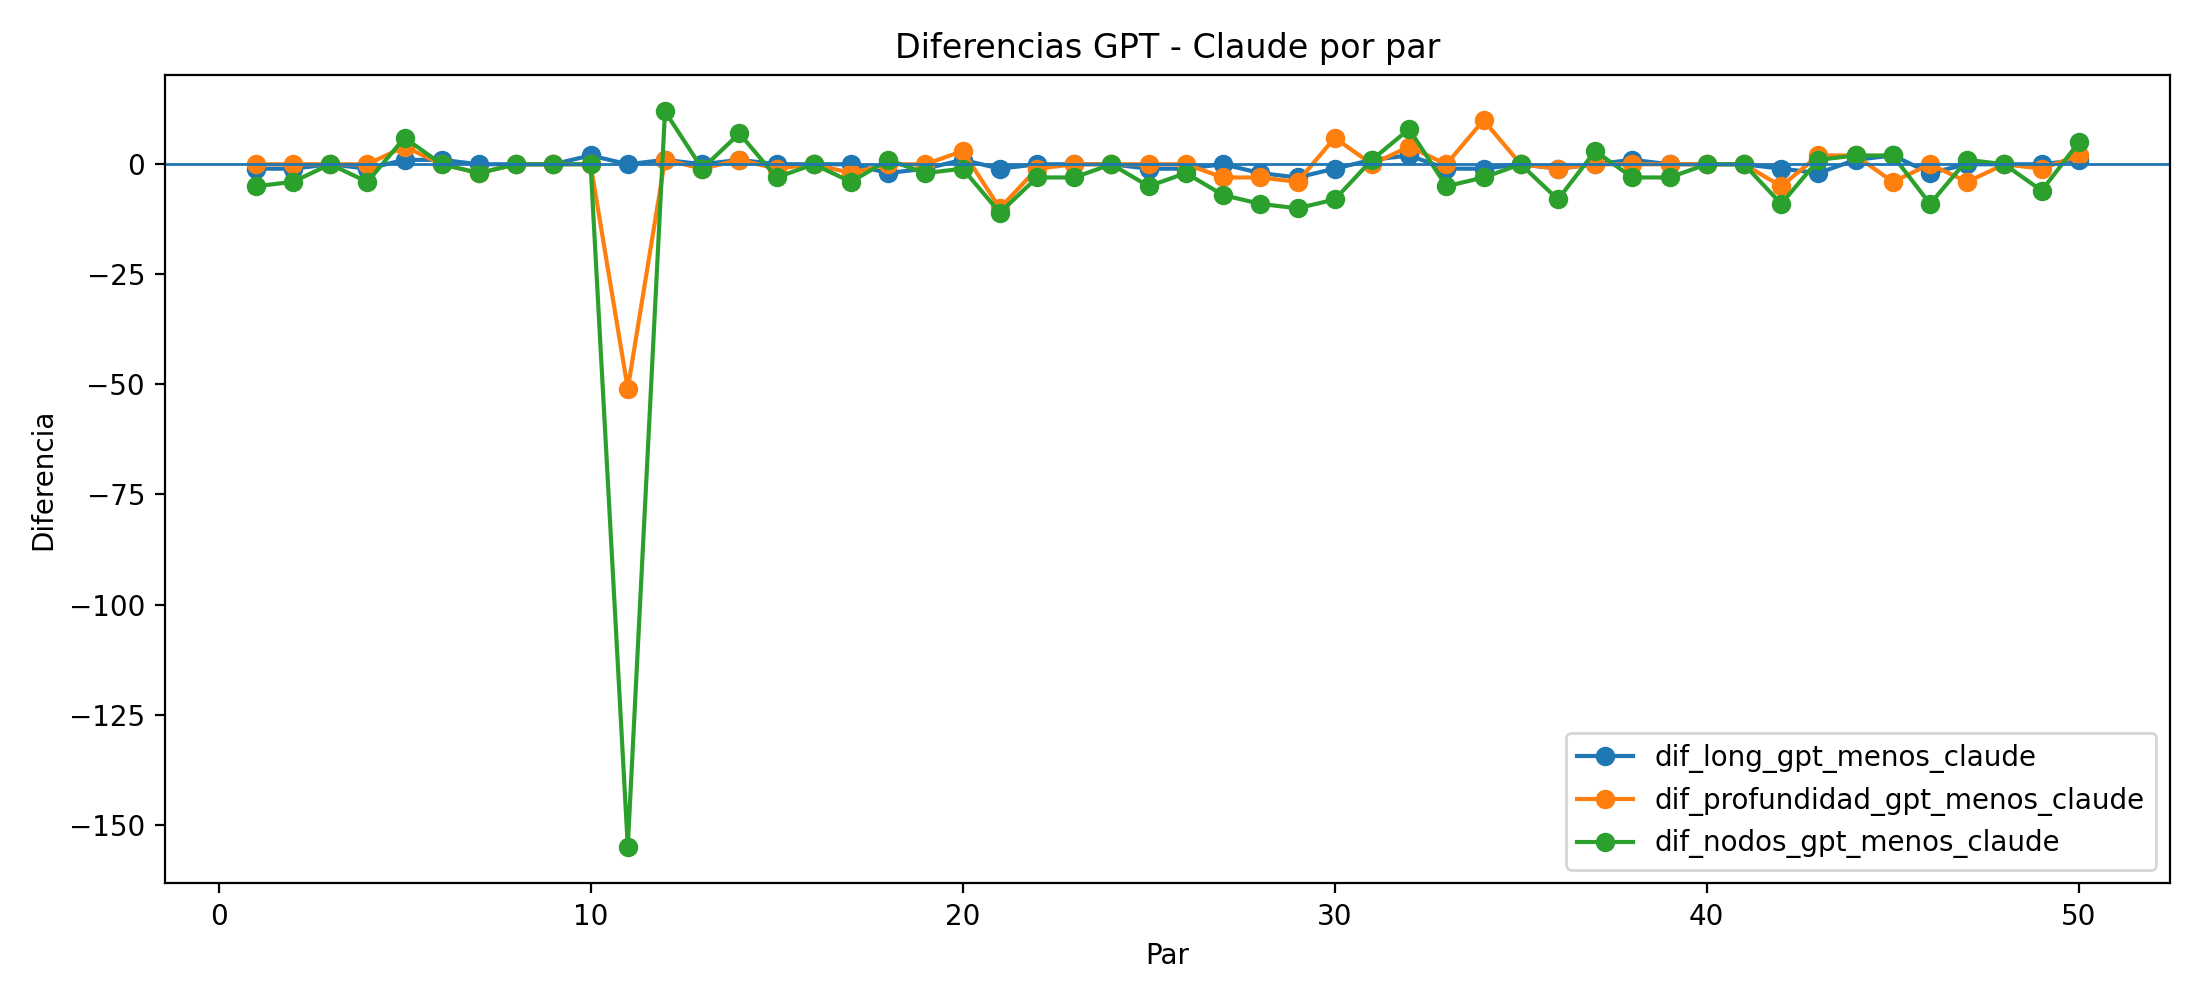 Diferencias GPT - Claude por par
0
−25
−50
−75
−100
−125
−150
Diferencia
dif_long_gpt_menos_claude
dif_profundidad_gpt_menos_claude
dif_nodos_gpt_menos_claude
0 10 20 30 40 50
Par